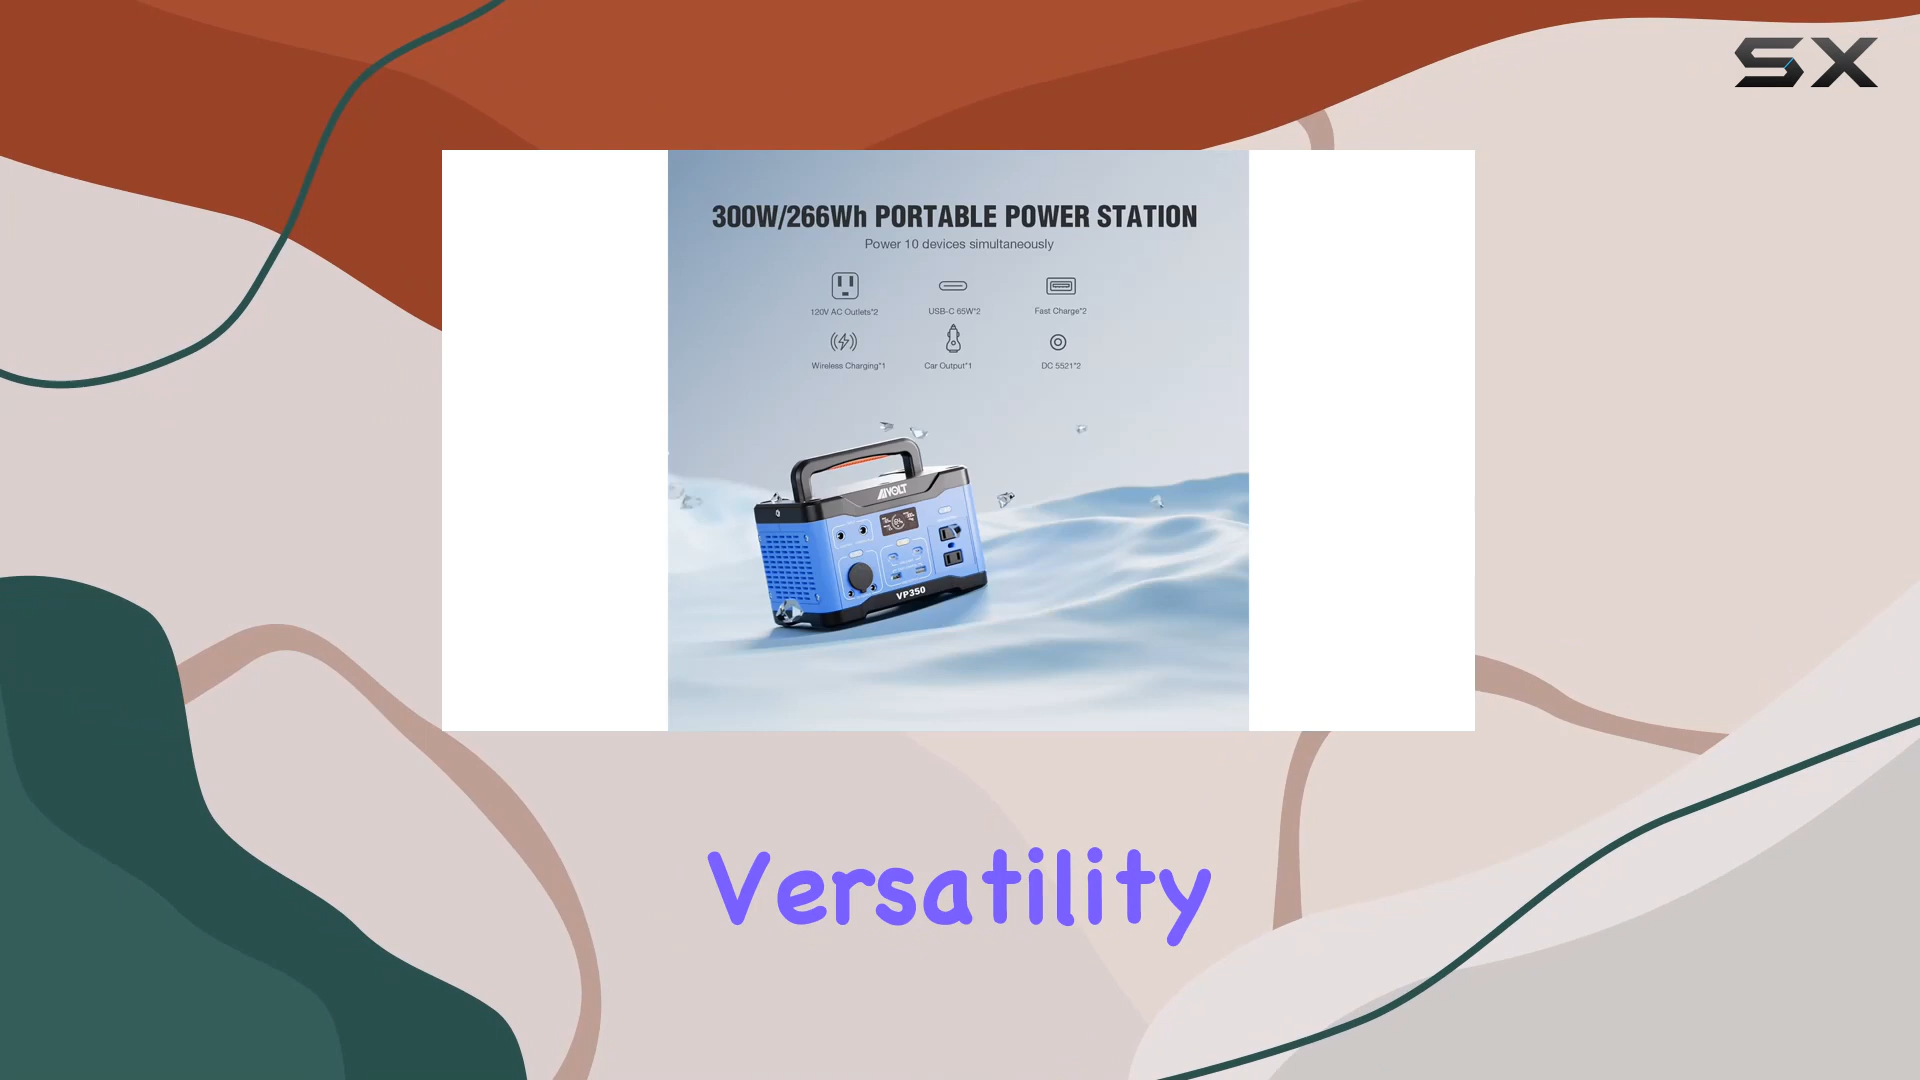 SX
300W/266Wh PORTABLE POWER STATION
Power 10 devices simultaneously
120V AC Outlets*2
USB-C 65W*2
Fast Charge*2
Wireless Charging*1
Car Output*1
DC 5521*2
AIVOLT
VP350
Versatility